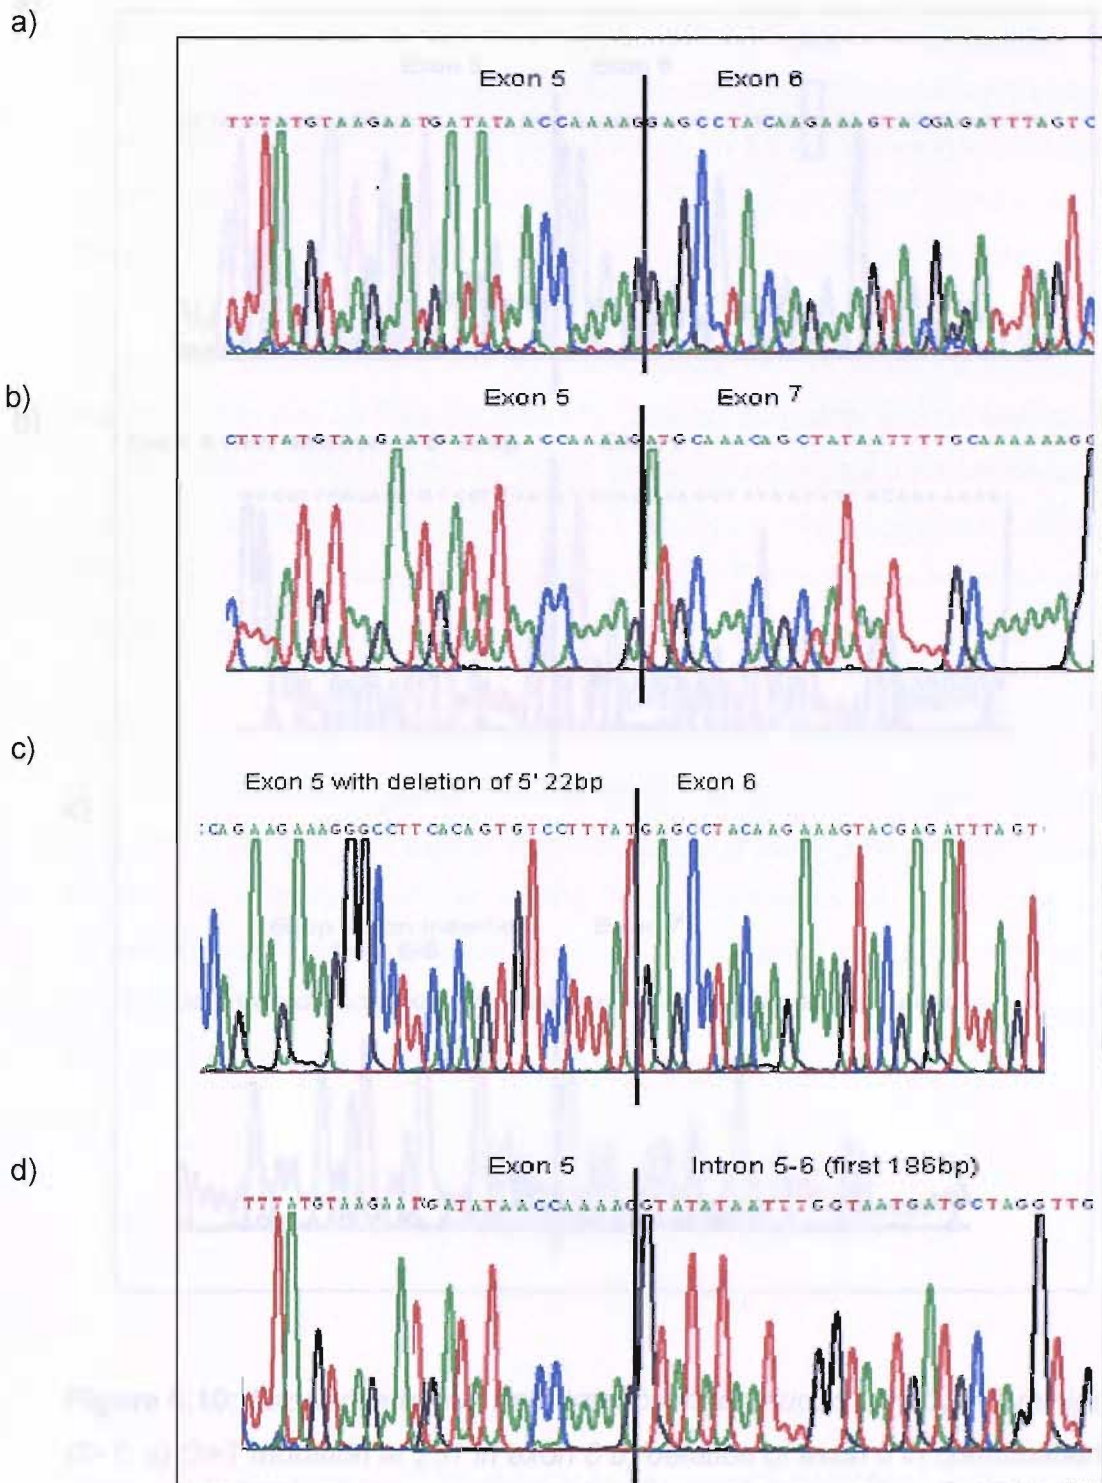 a)
Exon 5 Exon 6
TTTATGTAAGAATGATATAACCAAAAGGAGCCTACAAGAAAGTACGAGATTTAGTC
b)
Exon 5 Exon 7
CTTTATGTAAGAATGATATAACCAAAAGATGCAAACAGCTATAATTTTGCAAAAAAGG
c)
Exon 5 with deletion of 5' 22bp Exon 6
CAGAAGAAAGGGCCTTCACAGTGTCCTTTATGAGCCTACAAGAAAGTACGAGATTTAGT
d)
Exon 5 Intron 5-6 (first 186bp)
TTTATGTAAGAATGATATAACCAAAAGGTATATAATTTGGTAATGATGCTAGGTTG